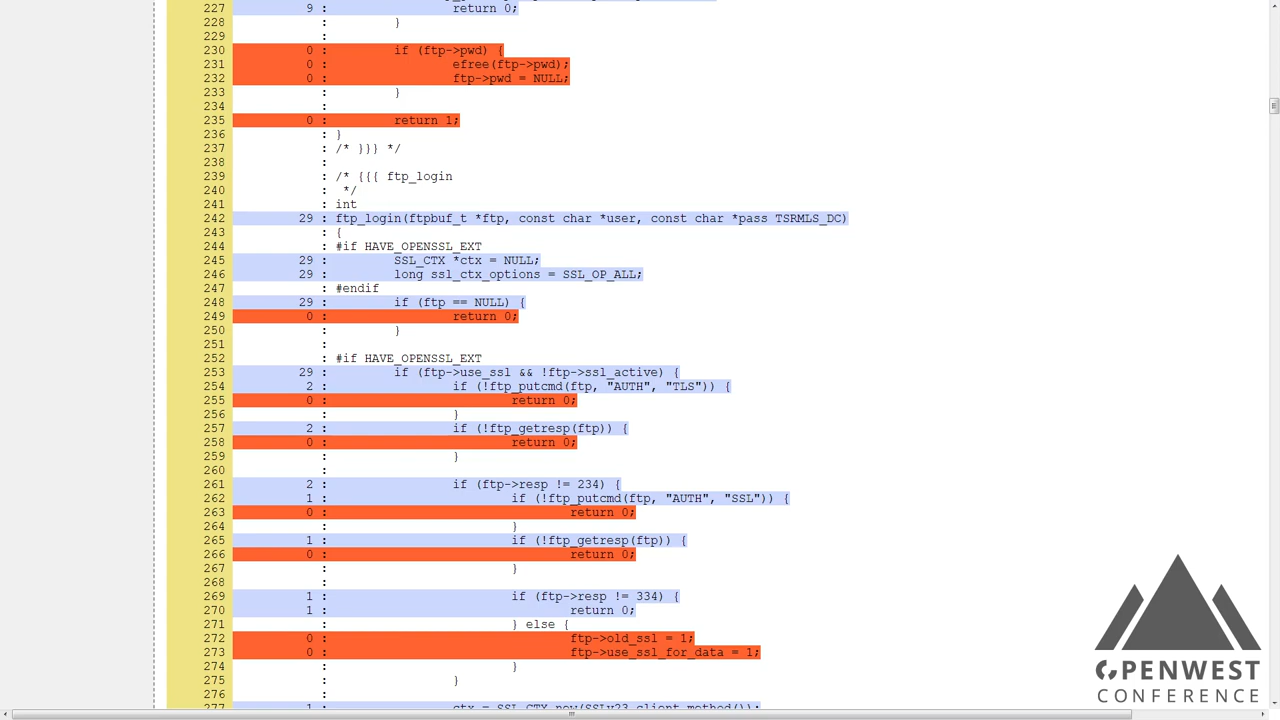 227 9 : return 0;
228 : }
229 :
230 0 : if (ftp->pwd) {
231 0 : efree(ftp->pwd);
232 0 : ftp->pwd = NULL;
233 : }
234 :
235 0 : return 1;
236 : }
237 : /* }}} */
238 :
239 : /* {{{ ftp_login
240 : */
241 : int
242 29 : ftp_login(ftpbuf_t *ftp, const char *user, const char *pass TSRMLS_DC)
243 : {
244 : #if HAVE_OPENSSL_EXT
245 29 : SSL_CTX *ctx = NULL;
246 29 : long ssl_ctx_options = SSL_OP_ALL;
247 : #endif
248 29 : if (ftp == NULL) {
249 0 : return 0;
250 : }
251 :
252 : #if HAVE_OPENSSL_EXT
253 29 : if (ftp->use_ssl && !ftp->ssl_active) {
254 2 : if (!ftp_putcmd(ftp, "AUTH", "TLS")) {
255 0 : return 0;
256 : }
257 2 : if (!ftp_getresp(ftp)) {
258 0 : return 0;
259 : }
260 :
261 2 : if (ftp->resp != 234) {
262 1 : if (!ftp_putcmd(ftp, "AUTH", "SSL")) {
263 0 : return 0;
264 : }
265 1 : if (!ftp_getresp(ftp)) {
266 0 : return 0;
267 : }
268 :
269 1 : if (ftp->resp != 334) {
270 1 : return 0;
271 : } else {
272 0 : ftp->old_ssl = 1;
273 0 : ftp->use_ssl_for_data = 1;
274 : }
275 : }
276 :
277 1 : ctx = SSL_CTX_new(SSLv23_client_method());
OPENWEST
CONFERENCE